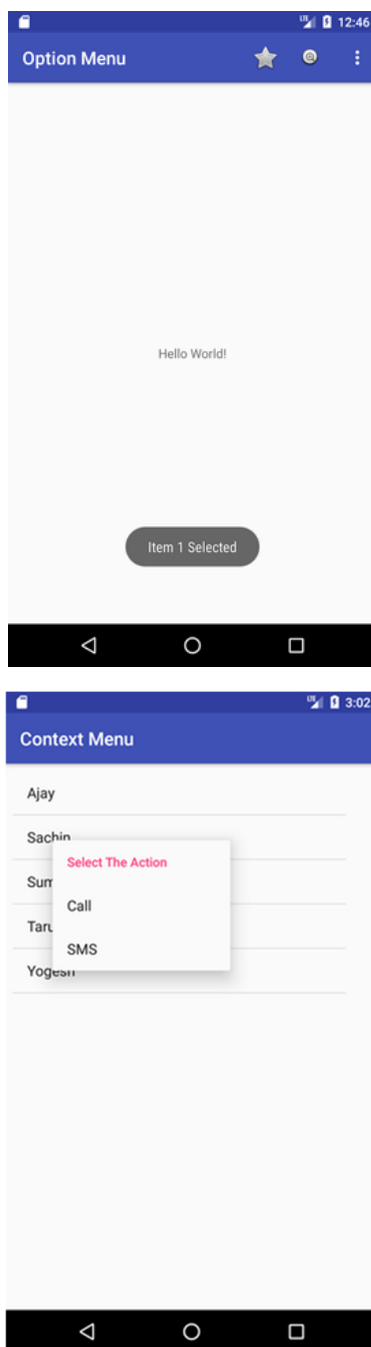 12:46
Option Menu
Hello World!
Item 1 Selected
3:02
Context Menu
Ajay
Sachin
Select The Action
Call
SMS
Yogesh